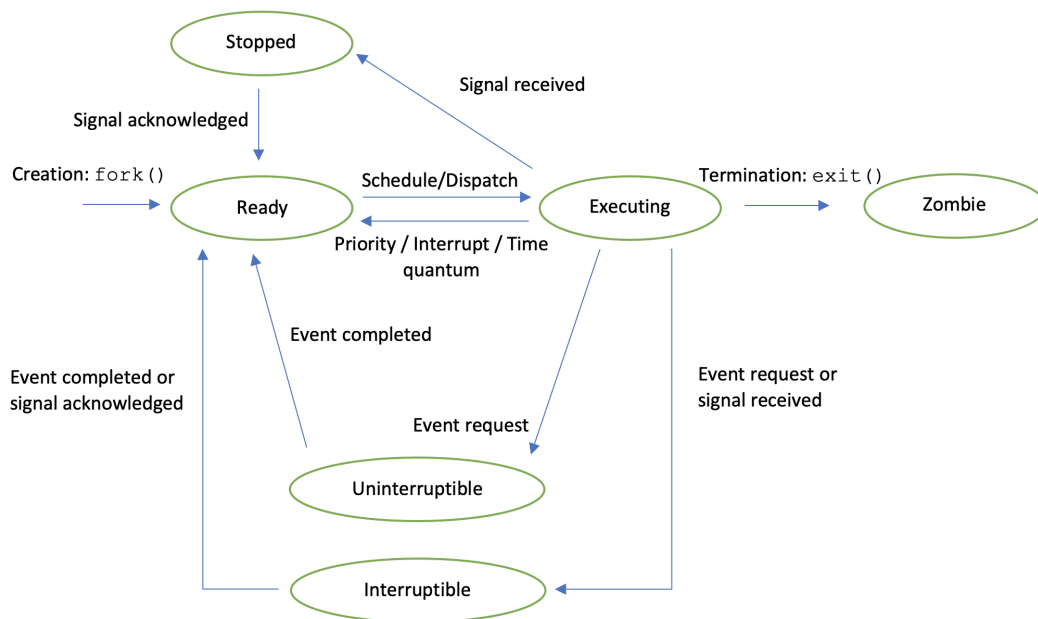 Stopped
Signal received
Signal acknowledged
Creation: fork()
Schedule/Dispatch
Termination: exit()
Ready
Executing
Zombie
Priority / Interrupt / Time
quantum
Event completed
Event completed or
signal acknowledged
Event request or
signal received
Event request
Uninterruptible
Interruptible